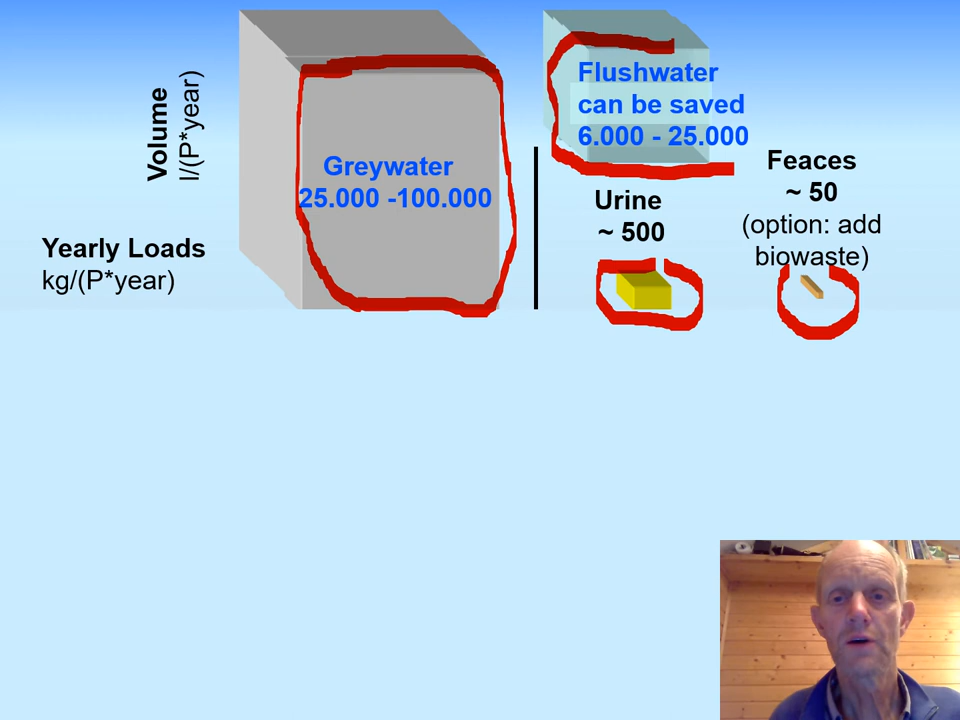 Volume
l/(P*year)
Yearly Loads
kg/(P*year)
Greywater
25.000 -100.000
Flushwater
can be saved
6.000 - 25.000
Urine
~ 500
Feaces
~ 50
(option: add
biowaste)